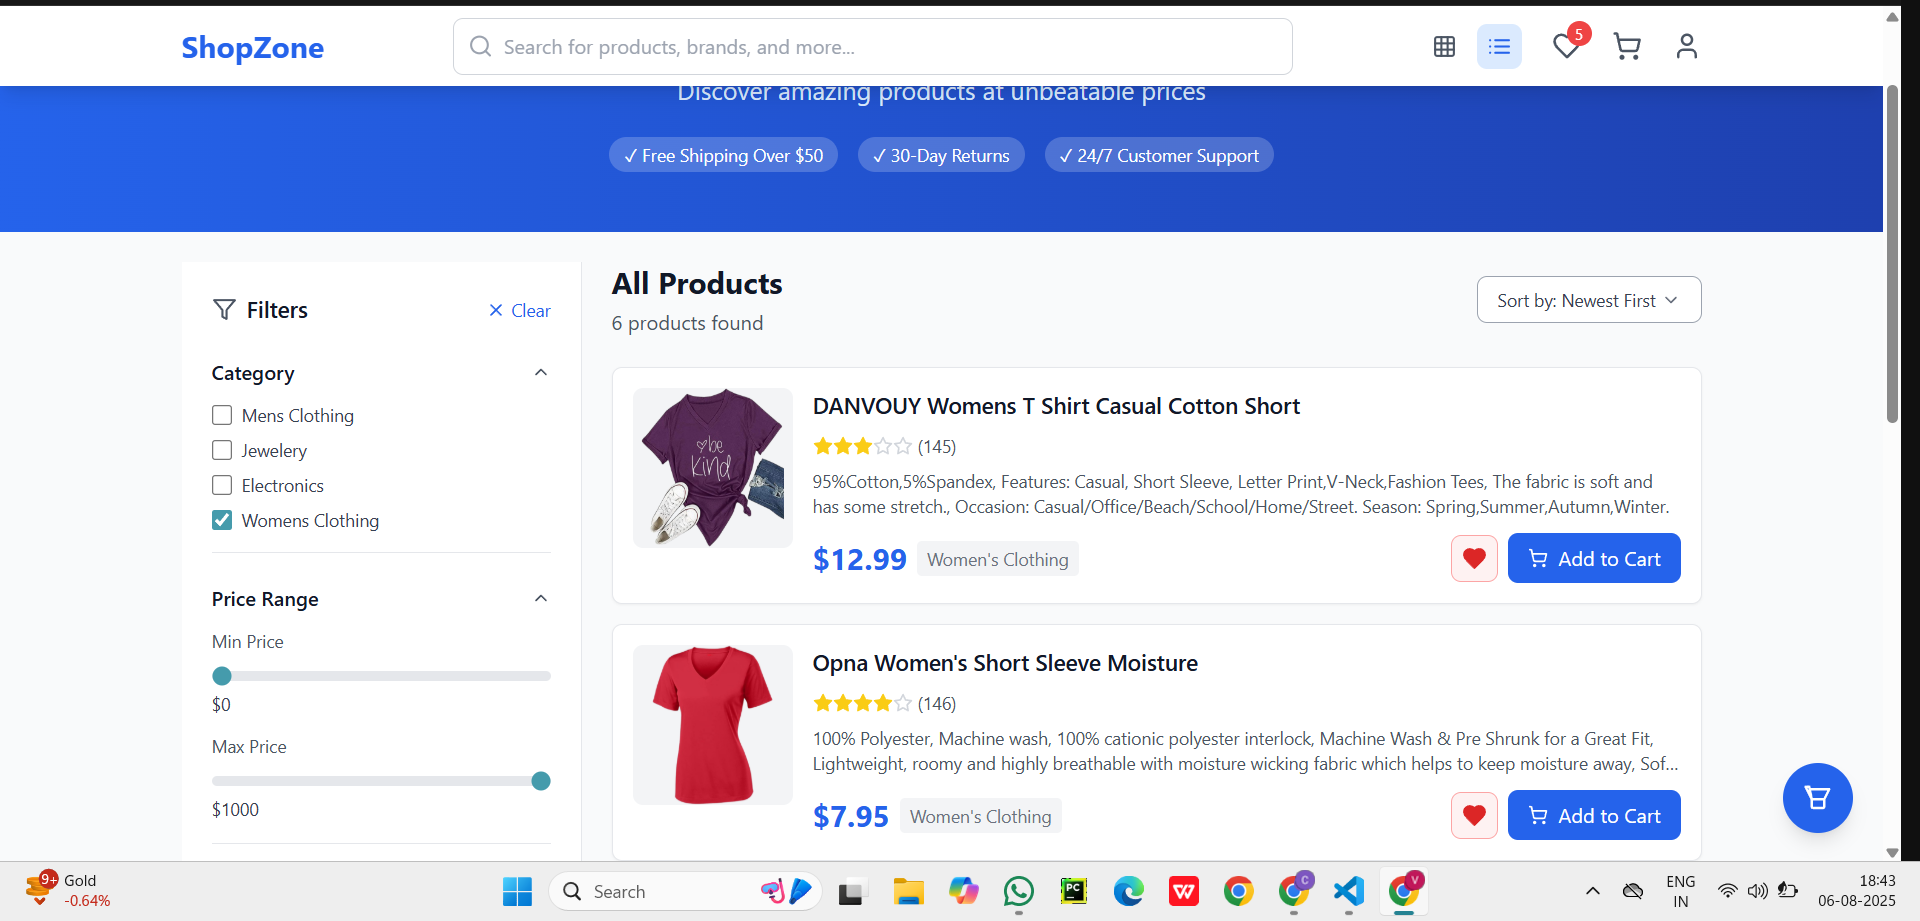 ShopZone
Search for products, brands, and more...
5
Discover amazing products at unbeatable prices
✓ Free Shipping Over $50
✓ 30-Day Returns
✓ 24/7 Customer Support
Filters
Clear
Category
Mens Clothing
Jewelery
Electronics
Womens Clothing
Price Range
Min Price
$0
Max Price
$1000
All Products
6 products found
Sort by: Newest First
be
kind
DANVOUY Womens T Shirt Casual Cotton Short
(145)
95%Cotton,5%Spandex, Features: Casual, Short Sleeve, Letter Print,V-Neck,Fashion Tees, The fabric is soft and
has some stretch., Occasion: Casual/Office/Beach/School/Home/Street. Season: Spring,Summer,Autumn,Winter.
$12.99
Women's Clothing
Add to Cart
Opna Women's Short Sleeve Moisture
(146)
100% Polyester, Machine wash, 100% cationic polyester interlock, Machine Wash & Pre Shrunk for a Great Fit,
Lightweight, roomy and highly breathable with moisture wicking fabric which helps to keep moisture away, Sof...
$7.95
Women's Clothing
Add to Cart
9+
Gold
-0.64%
Search
PC
W
C
V
ENG
IN
18:43
06-08-2025